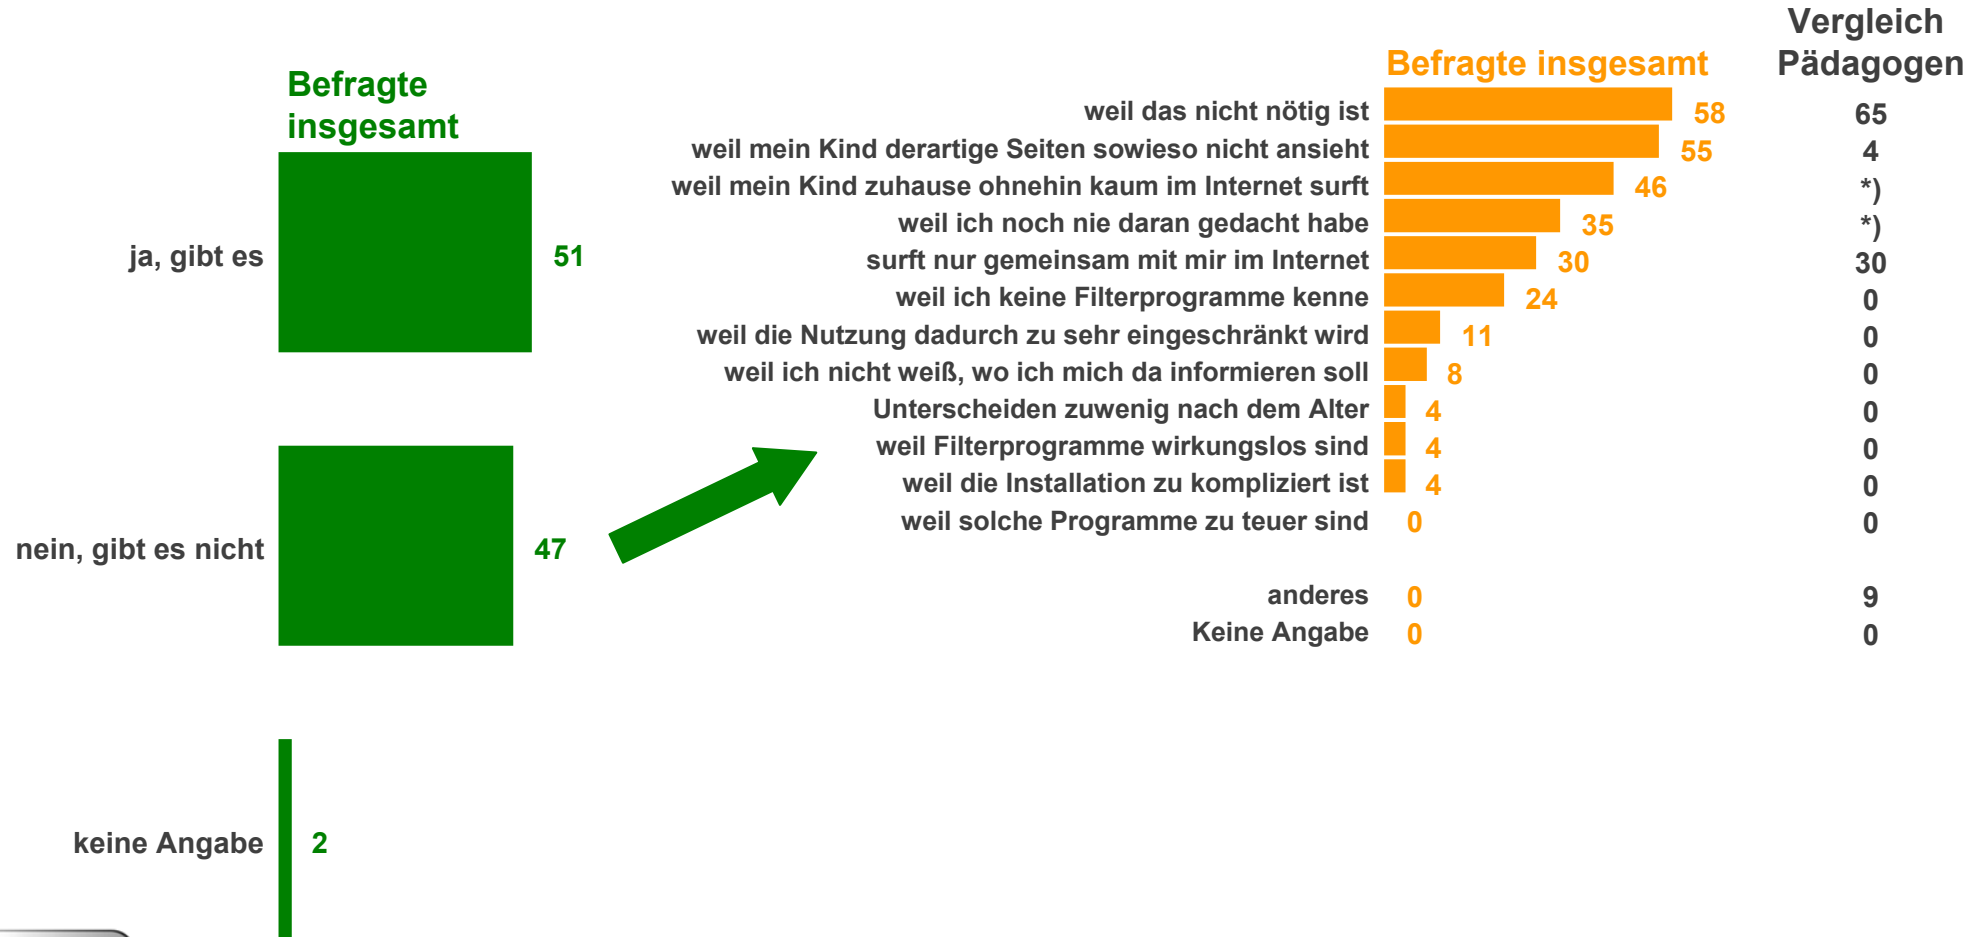 Befragte
insgesamt
ja, gibt es 51
nein, gibt es nicht 47
keine Angabe 2
Befragte insgesamt
Vergleich
Pädagogen
weil das nicht nötig ist 58 65
weil mein Kind derartige Seiten sowieso nicht ansieht 55 4
weil mein Kind zuhause ohnehin kaum im Internet surft 46 *)
weil ich noch nie daran gedacht habe 35 *)
surft nur gemeinsam mit mir im Internet 30 30
weil ich keine Filterprogramme kenne 24 0
weil die Nutzung dadurch zu sehr eingeschränkt wird 11 0
weil ich nicht weiß, wo ich mich da informieren soll 8 0
Unterscheiden zuwenig nach dem Alter 4 0
weil Filterprogramme wirkungslos sind 4 0
weil die Installation zu kompliziert ist 4 0
weil solche Programme zu teuer sind 0 0
anderes 0 9
Keine Angabe 0 0